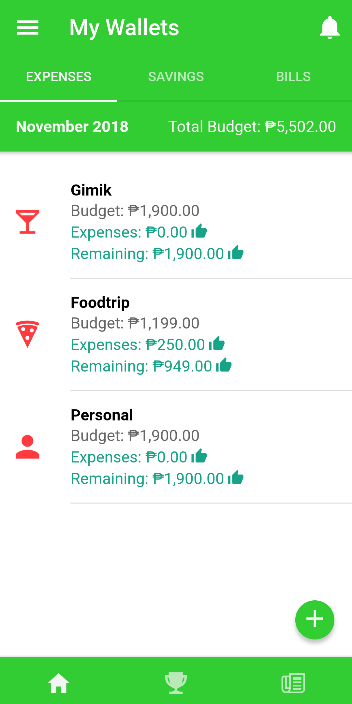 My Wallets
EXPENSES SAVINGS BILLS
November 2018 Total Budget: ₱5,502.00
Gimik
Budget: ₱1,900.00
Expenses: ₱0.00
Remaining: ₱1,900.00
Foodtrip
Budget: ₱1,199.00
Expenses: ₱250.00
Remaining: ₱949.00
Personal
Budget: ₱1,900.00
Expenses: ₱0.00
Remaining: ₱1,900.00